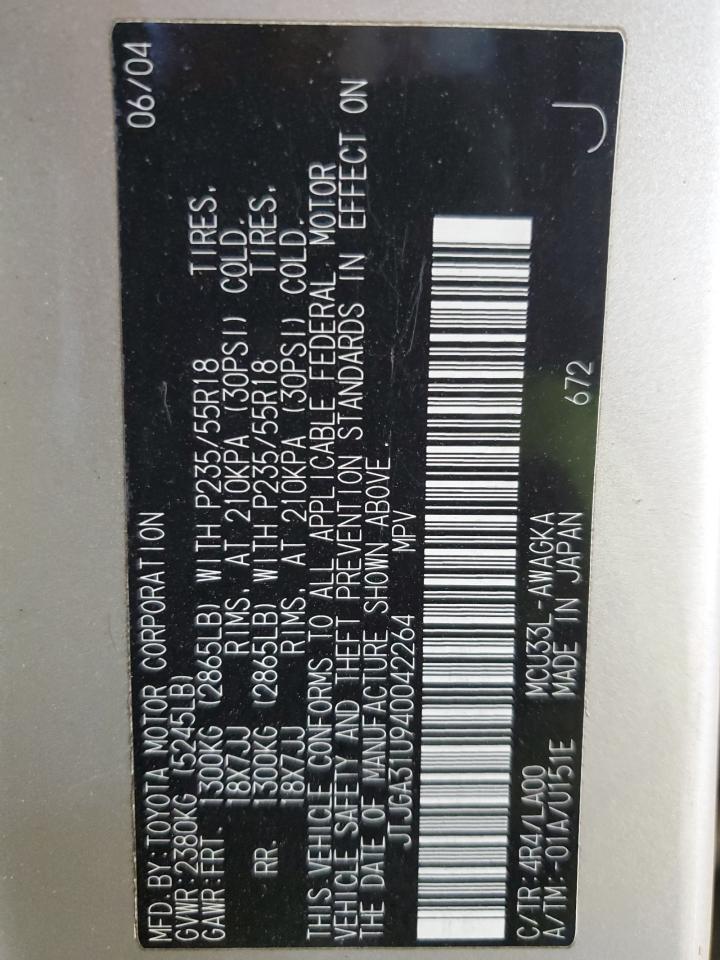 MFD. BY: TOYOTA MOTOR CORPORATION 06/04
GVWR: 2380KG (5245LB)
GAWR: FRT. 1300KG (2865LB) WITH P235/55R18 TIRES,
18X7JJ RIMS, AT 210KPA (30PSI) COLD.
RR. 1300KG (2865LB) WITH P235/55R18 TIRES,
18X7JJ RIMS, AT 210KPA (30PSI) COLD.
THIS VEHICLE CONFORMS TO ALL APPLICABLE FEDERAL MOTOR
VEHICLE SAFETY AND THEFT PREVENTION STANDARDS IN EFFECT ON
THE DATE OF MANUFACTURE SHOWN ABOVE.
JTJGA31U940042264 MPV
C/TR: 4R4/LA00 MCU33L-AWAGKA
A/TM: -01A/U151E MADE IN JAPAN 672 J